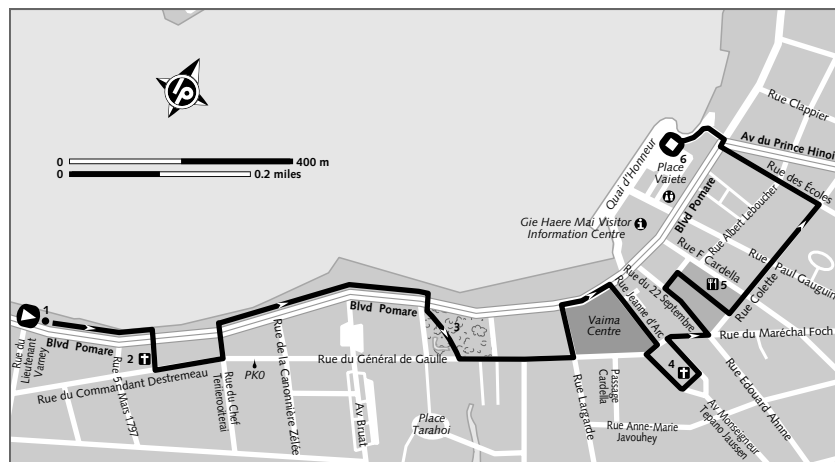 0 400 m
0 0.2 miles
Rue Clappier
Av du Prince Hinoi
Quai d'Honneur
6
Place
Vaiete
Rue des Écoles
Blvd Pomare
Rue Albert Leboucher
Gie Haere Mai Visitor
Information Centre
Rue F Cardella
Rue Paul Gauguin
Rue du 22 Septembre
5
Rue Colette
Rue Jeanne d'Arc
Vaima
Centre
Rue du Maréchal Foch
1
Blvd Pomare
Rue du
Lieutenant
Varney
2
Rue 5 Mars 1797
Rue du Commandant Destremeau
Rue du Chef
Teriierooiterai
PK0
Rue de la Canonnière Zélée
Blvd Pomare
3
Rue du Général de Gaulle
Av Bruat
Place
Tarahoi
Rue Largarde
Passage
Cardella
4
Rue Anne-Marie
Javouhey
Av Monseigneur
Tepano Jaussen
Rue Edouard Ahnne